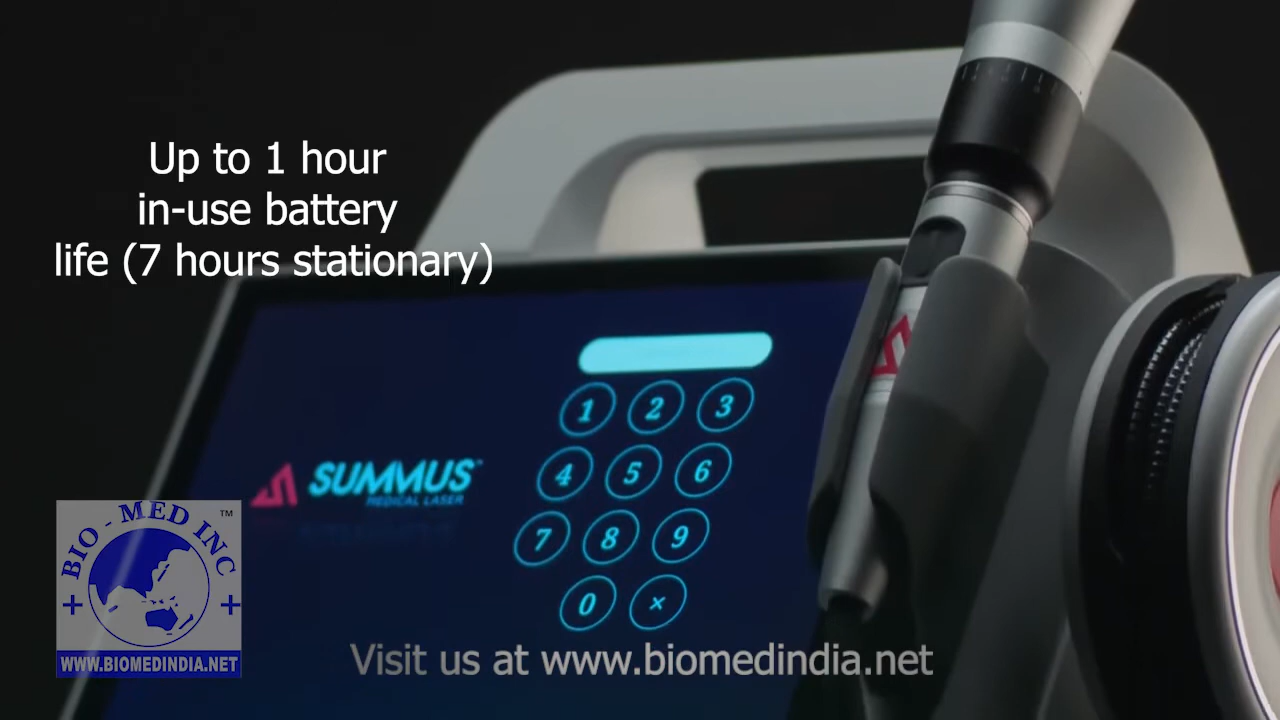 Up to 1 hour
in-use battery
life (7 hours stationary)
1 2 3
4 5 6
7 8 9
0 ×
SUMMUS™
MEDICAL LASER
BIO-MED INC ™
WWW.BIOMEDINDIA.NET
Visit us at www.biomedindia.net